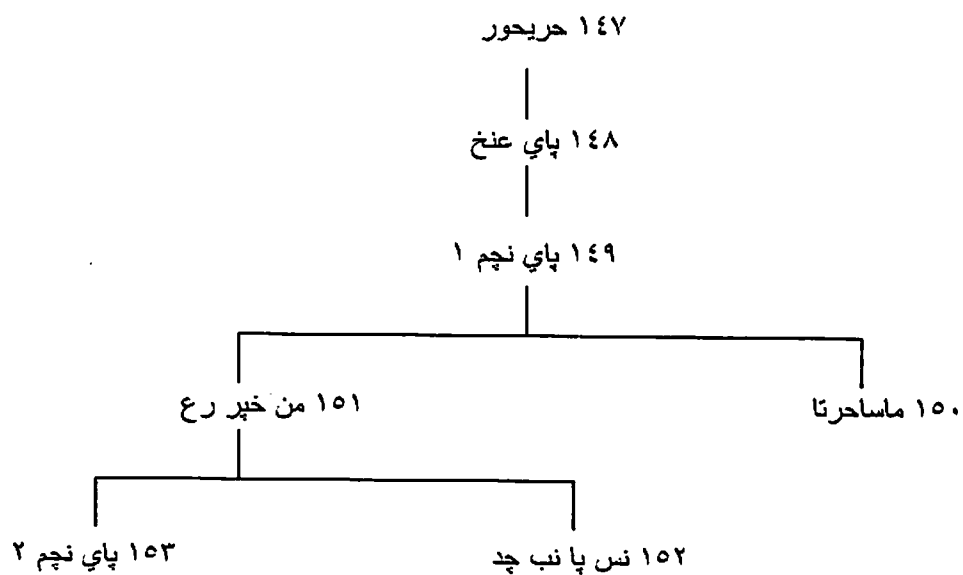 ١٤٧ حريحور
١٤٨ پاي عنخ
١٤٩ پاي نچم ١
١٥٠ ماساحرتا
١٥١ من خپر رع
١٥٢ نس پا نب چد
١٥٣ پاي نچم ٢